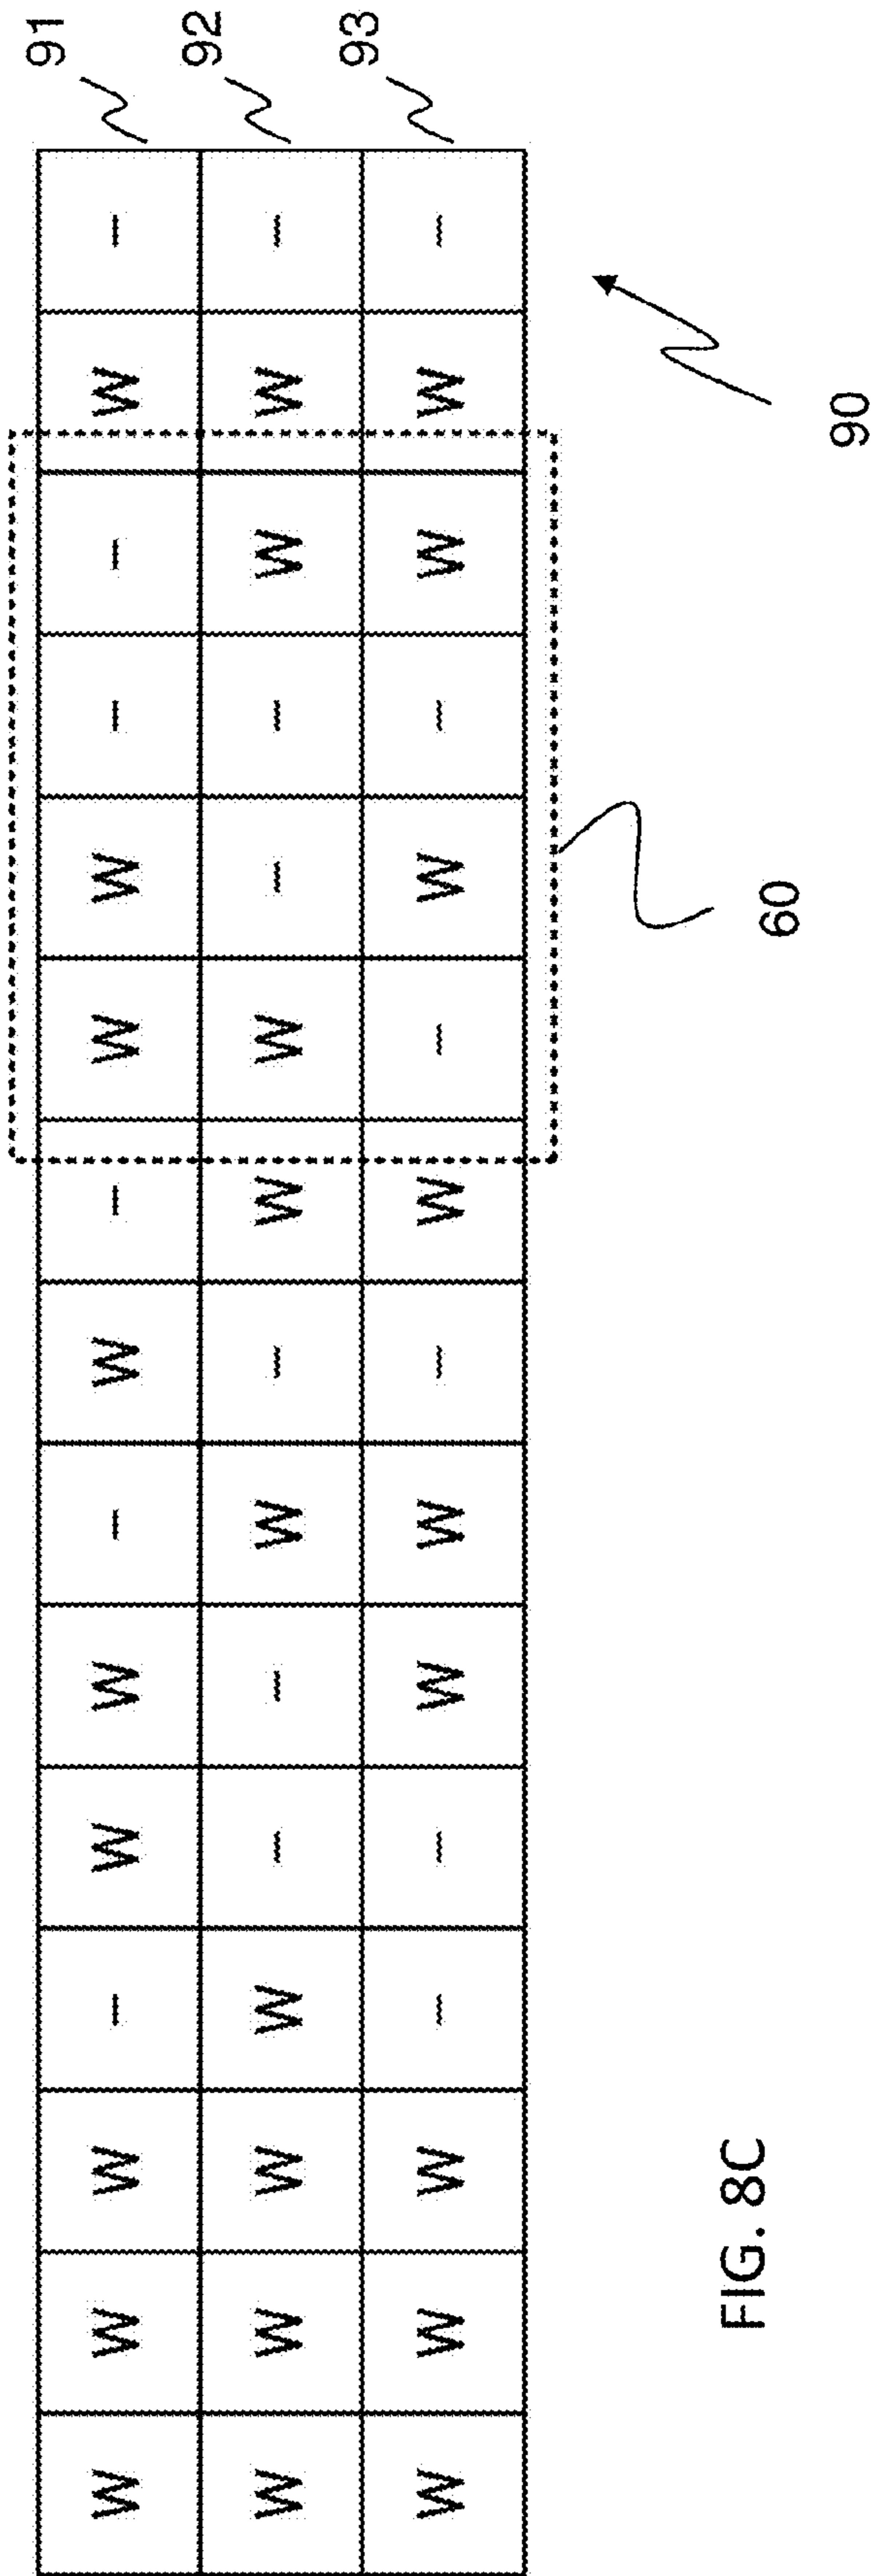 W W W - W W - W - W W - - W - 91
W W W W - - W - W W - - W W - 92
W W W - - W W - W - W - W W - 93
60
90
FIG. 8C